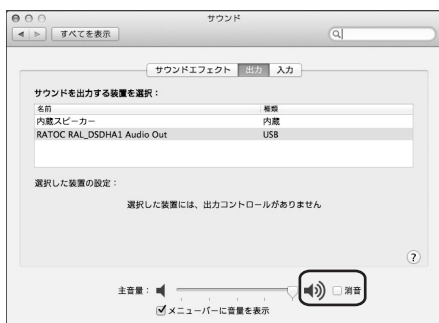 サウンド
すべてを表示
サウンドエフェクト 出力 入力
サウンドを出力する装置を選択：
名前 種類
内蔵スピーカー 内蔵
RATOC RAL_DSDHA1 Audio Out USB
選択した装置の設定：
選択した装置には、出力コントロールがありません
?
主音量： 消音
メニューバーに音量を表示